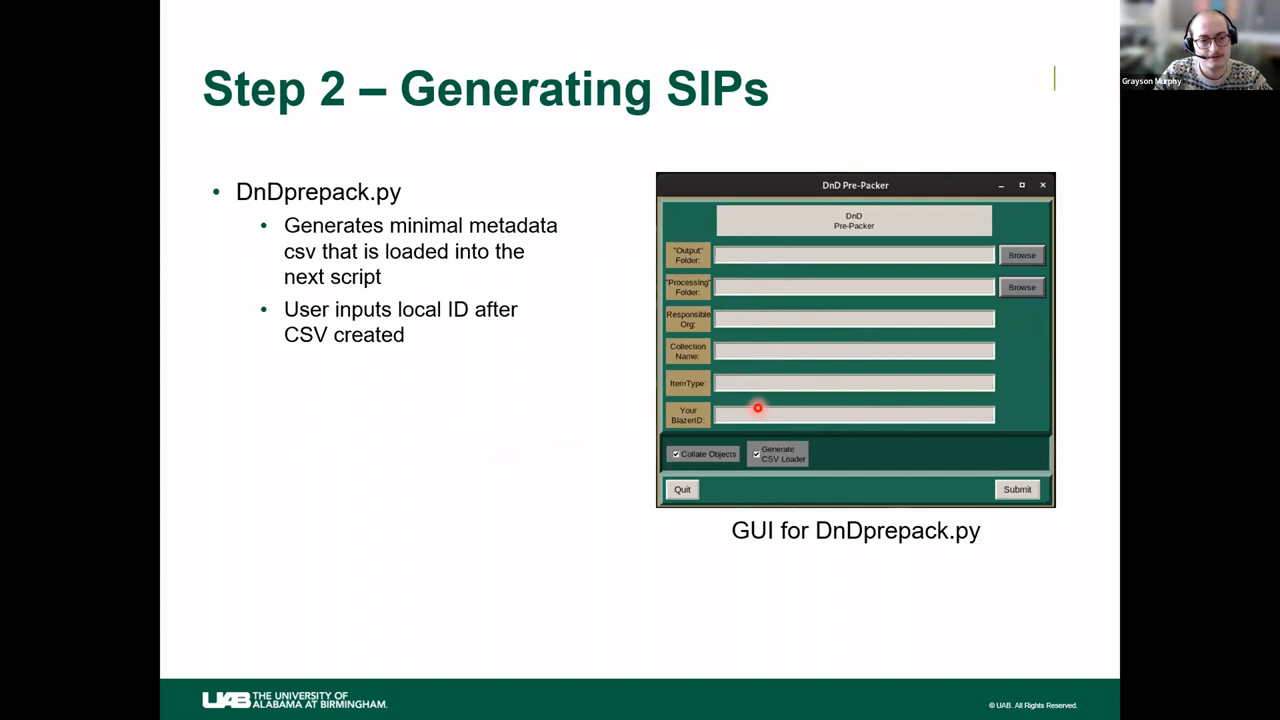 Step 2 – Generating SIPs
Grayson Murphy
• DnDprepack.py
• Generates minimal metadata
csv that is loaded into the
next script
• User inputs local ID after
CSV created
DnD Pre-Packer
DnD
Pre-Packer
"Output"
Folder:
Browse
"Processing"
Folder:
Browse
Responsible
Org:
Collection
Name:
ItemType:
Your
BlazerID:
Collate Objects
Generate
CSV Loader
Quit
Submit
GUI for DnDprepack.py
UAB THE UNIVERSITY OF
ALABAMA AT BIRMINGHAM.
© UAB. All Rights Reserved.